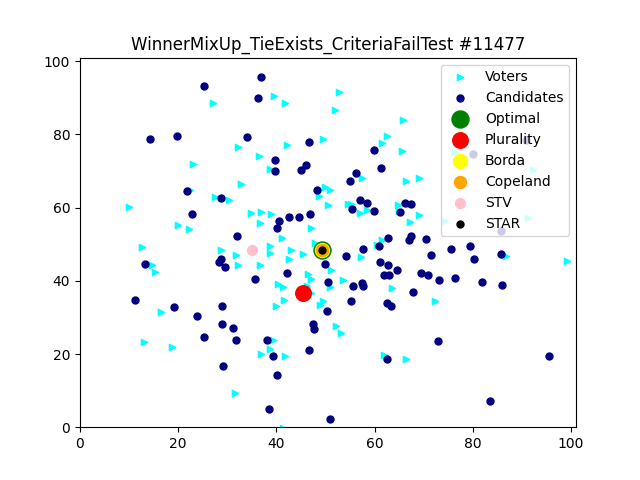 WinnerMixUp_TieExists_CriteriaFailTest #11477
100
80
60
40
20
0
0
20
40
60
80
100
Voters
Candidates
Optimal
Plurality
Borda
Copeland
STV
STAR